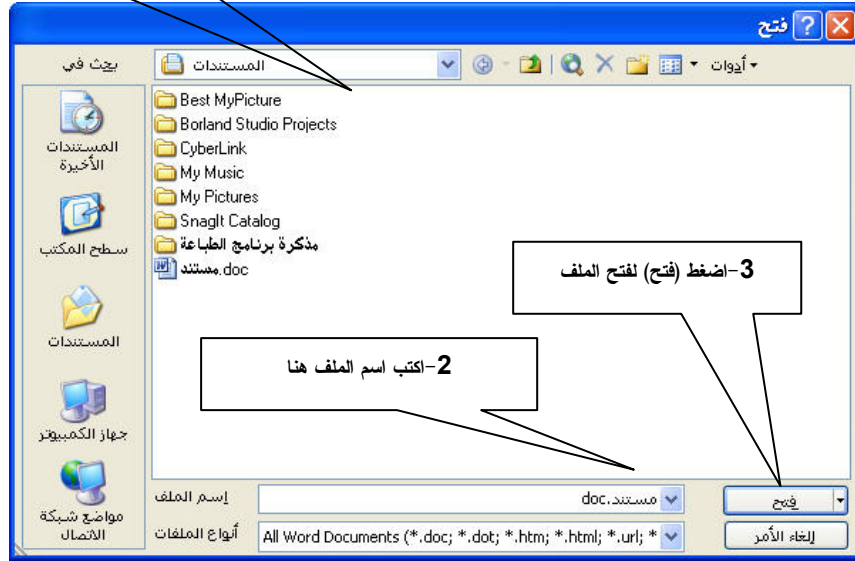 فتح
بحث في
المستندات
أدوات
المستندات
الأخيرة
سطح المكتب
المستندات
جهاز الكمبيوتر
مواضع شبكة
الاتصال
Best MyPicture
Borland Studio Projects
CyberLink
My Music
My Pictures
SnagIt Catalog
مذكرة برنامج الطباعة
مستند.doc
3-اضغط (فتح) لفتح الملف
2-اكتب اسم الملف هنا
إسم الملف
مستند.doc
فتح
أنواع الملفات
All Word Documents (*.doc; *.dot; *.htm; *.html; *.url; *
إلغاء الأمر